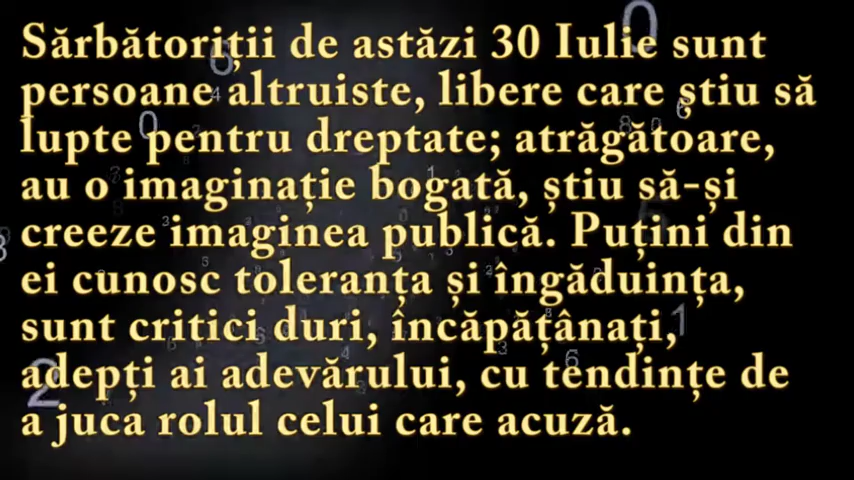 Sărbătoriții de astăzi 30 Iulie sunt
persoane altruiste, libere care știu să
lupte pentru dreptate; atrăgătoare,
au o imaginație bogată, știu să-și
creeze imaginea publică. Puțini din
ei cunosc toleranța și îngăduința,
sunt critici duri, încăpățânați,
adepți ai adevărului, cu tendințe de
a juca rolul celui care acuză.